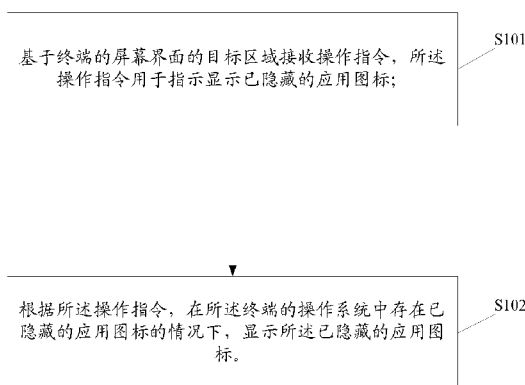 基于终端的屏幕界面的目标区域接收操作指令，所述
操作指令用于指示显示已隐藏的应用图标;
S101
根据所述操作指令，在所述终端的操作系统中存在已
隐藏的应用图标的情况下，显示所述已隐藏的应用图
标。
S102